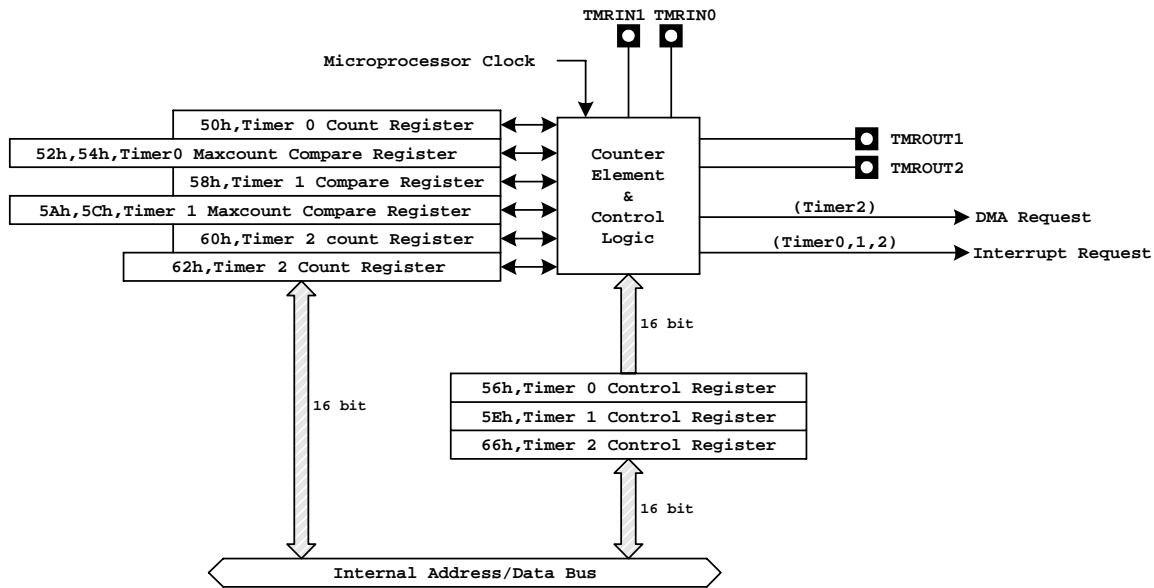 TMRIN1 TMRIN0
Microprocessor Clock
50h,Timer 0 Count Register
52h,54h,Timer0 Maxcount Compare Register
58h,Timer 1 Compare Register
5Ah,5Ch,Timer 1 Maxcount Compare Register
60h,Timer 2 count Register
62h,Timer 2 Count Register
Counter
Element
&
Control
Logic
TMROUT1
TMROUT2
(Timer2)
DMA Request
(Timer0,1,2)
Interrupt Request
16 bit
56h,Timer 0 Control Register
5Eh,Timer 1 Control Register
66h,Timer 2 Control Register
16 bit
16 bit
Internal Address/Data Bus